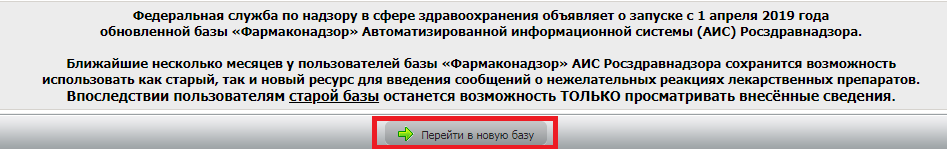 Федеральная служба по надзору в сфере здравоохранения объявляет о запуске с 1 апреля 2019 года
обновленной базы «Фармаконадзор» Автоматизированной информационной системы (АИС) Росздравнадзора.
Ближайшие несколько месяцев у пользователей базы «Фармаконадзор» АИС Росздравнадзора сохранится возможность
использовать как старый, так и новый ресурс для введения сообщений о нежелательных реакциях лекарственных препаратов.
Впоследствии пользователям старой базы останется возможность ТОЛЬКО просматривать внесённые сведения.
Перейти в новую базу